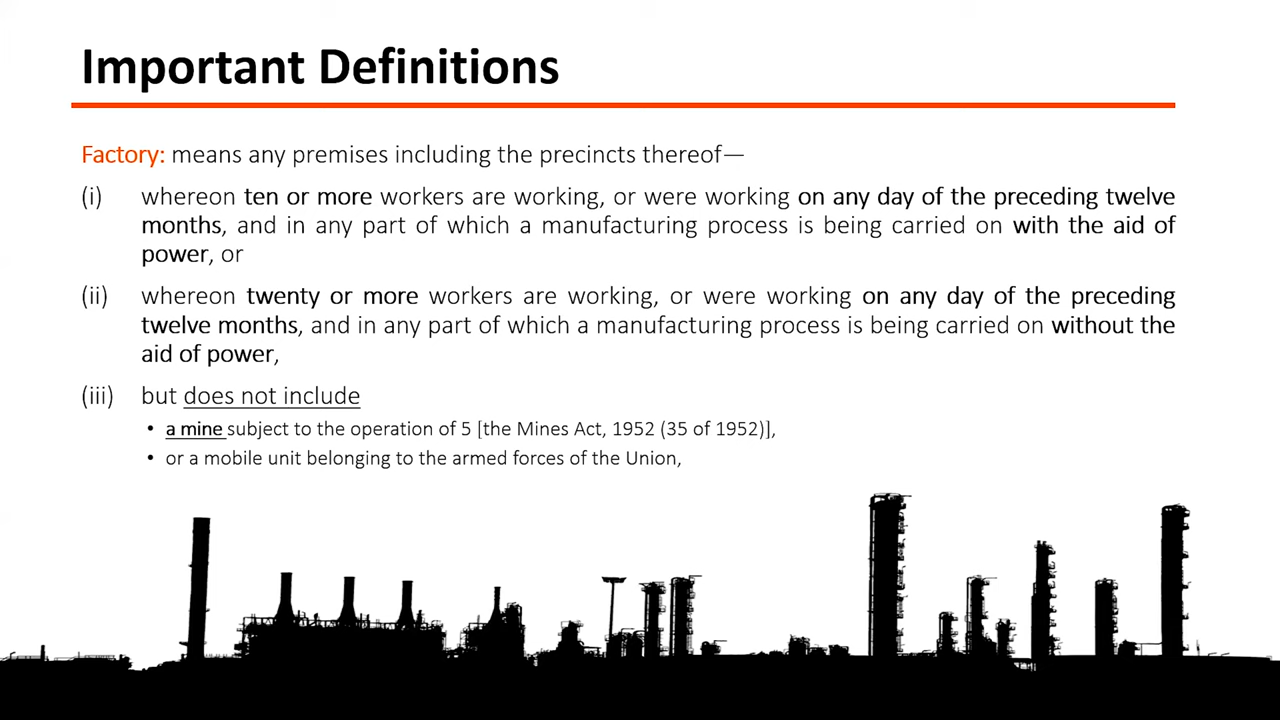 Important Definitions
Factory: means any premises including the precincts thereof—
(i) whereon ten or more workers are working, or were working on any day of the preceding twelve
months, and in any part of which a manufacturing process is being carried on with the aid of
power, or
(ii) whereon twenty or more workers are working, or were working on any day of the preceding
twelve months, and in any part of which a manufacturing process is being carried on without the
aid of power,
(iii) but does not include
• a mine subject to the operation of 5 [the Mines Act, 1952 (35 of 1952)],
• or a mobile unit belonging to the armed forces of the Union,